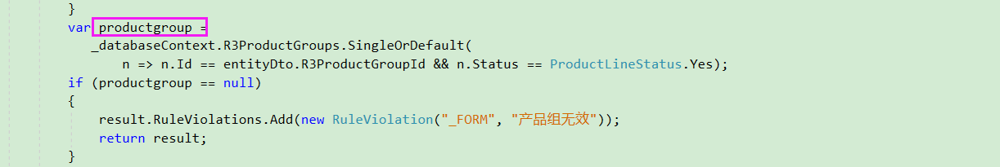 }
var productgroup =
_databaseContext.R3ProductGroups.SingleOrDefault(
n => n.Id == entityDto.R3ProductGroupId && n.Status == ProductLineStatus.Yes);
if (productgroup == null)
{
result.RuleViolations.Add(new RuleViolation("_FORM", "产品组无效"));
return result;
}